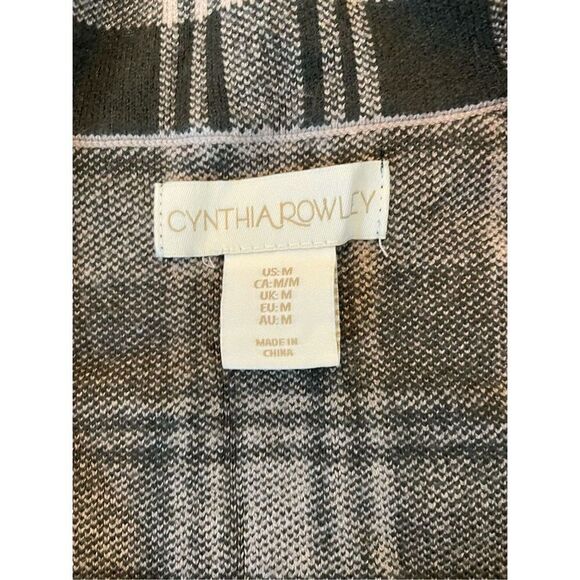 CYNTHIA ROWLEY
US: M
CA: M/M
UK: M
EU: M
AU: M
MADE IN
CHINA